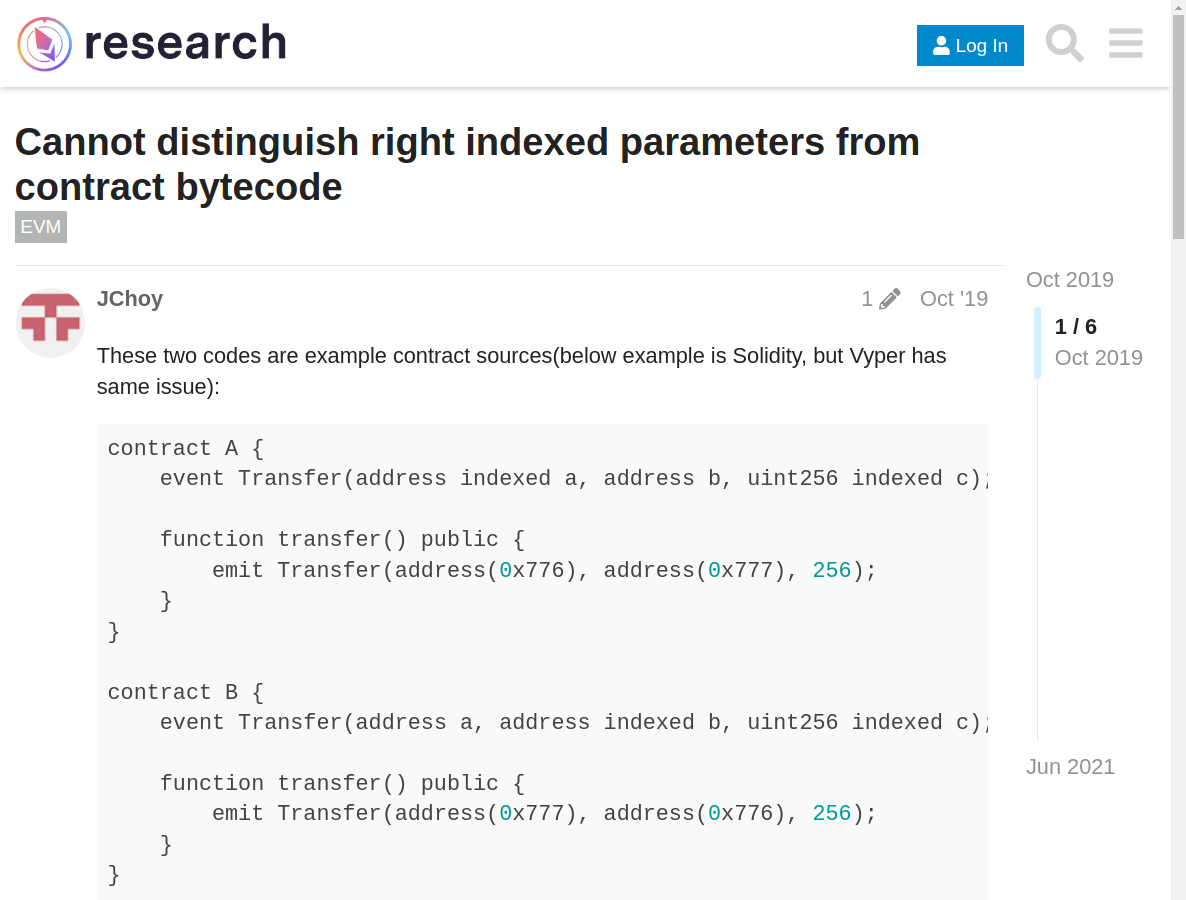 research
Log In
Cannot distinguish right indexed parameters from
contract bytecode
EVM
JChoy
1
Oct '19
Oct 2019
1 / 6
Oct 2019
These two codes are example contract sources(below example is Solidity, but Vyper has
same issue):
contract A {
    event Transfer(address indexed a, address b, uint256 indexed c);

    function transfer() public {
        emit Transfer(address(0x776), address(0x777), 256);
    }
}

contract B {
    event Transfer(address a, address indexed b, uint256 indexed c);

    function transfer() public {
        emit Transfer(address(0x777), address(0x776), 256);
    }
}
Jun 2021